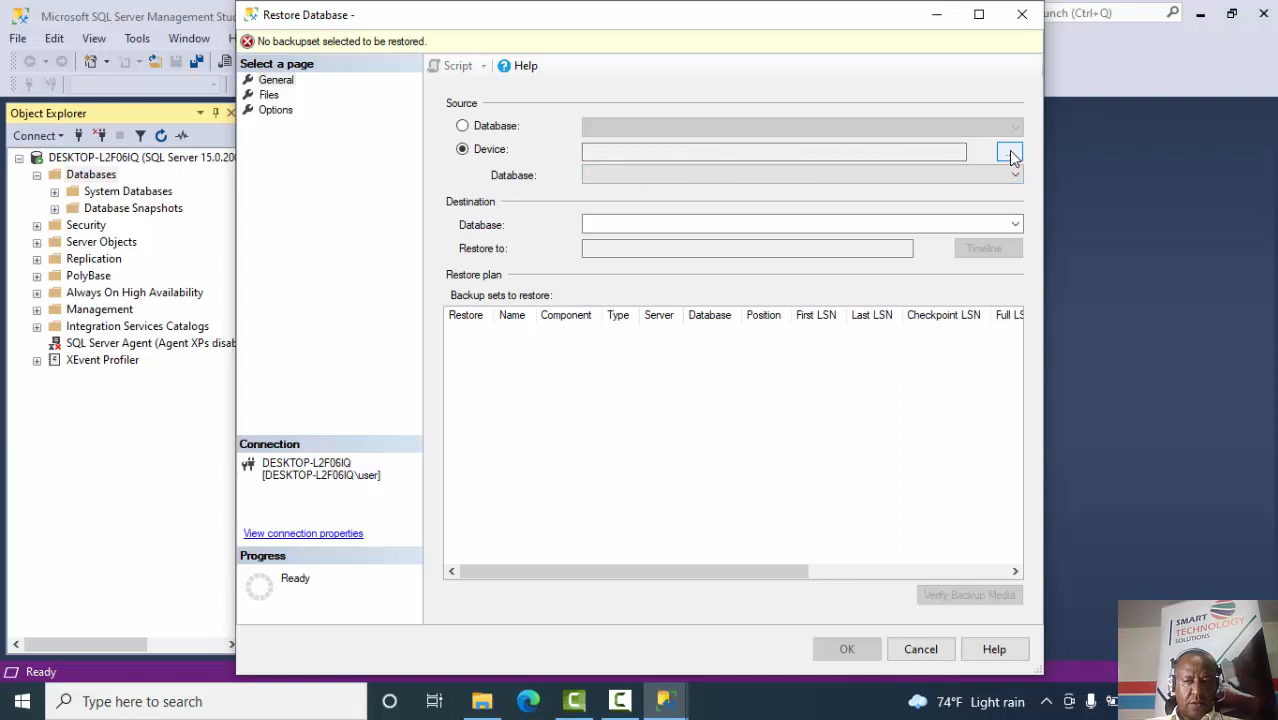 Microsoft SQL Server Management Stu
Restore Database -
unch (Ctrl+Q)
File Edit View Tools Window
No backupset selected to be restored.
Select a page
General
Files
Options
Script
Help
Object Explorer
Connect
DESKTOP-L2F06IQ (SQL Server 15.0.200
Databases
System Databases
Database Snapshots
Security
Server Objects
Replication
PolyBase
Always On High Availability
Management
Integration Services Catalogs
SQL Server Agent (Agent XPs disab
XEvent Profiler
Source
Database:
Device:
...
Database:
Destination
Database:
Restore to:
Timeline...
Restore plan
Backup sets to restore:
Restore Name Component Type Server Database Position First LSN Last LSN Checkpoint LSN Full LS
Connection
DESKTOP-L2F06IQ
[DESKTOP-L2F06IQ\user]
View connection properties
Progress
Ready
Verify Backup Media
OK
Cancel
Help
Ready
Type here to search
74°F Light rain
SMART
TECHNOLOGY
SOLUTIONS